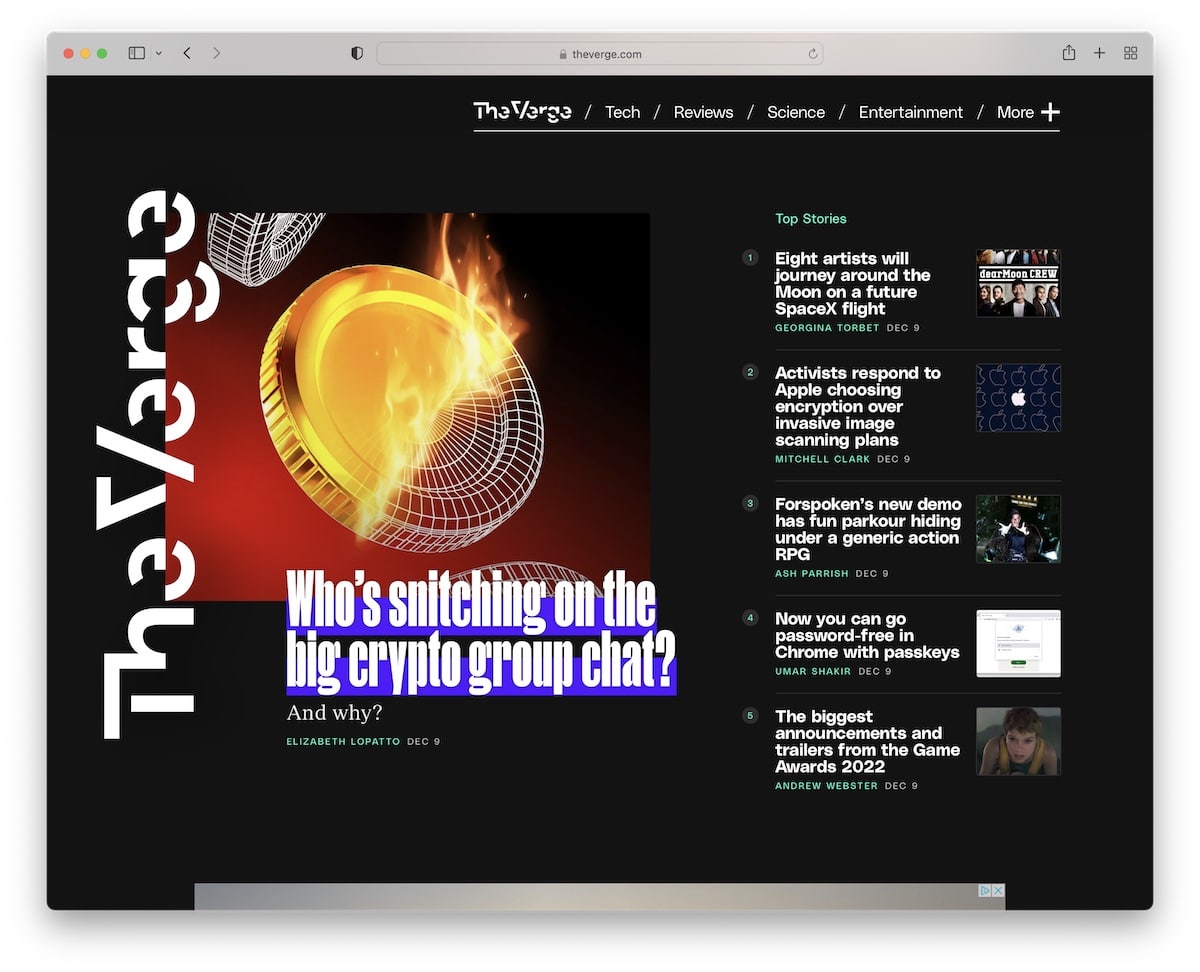 theverge.com
The Verge / Tech / Reviews / Science / Entertainment / More
The Verge
Who’s snitching on the
big crypto group chat?
And why?
ELIZABETH LOPATTO DEC 9
Top Stories
1
Eight artists will
journey around the
Moon on a future
SpaceX flight
GEORGINA TORBET DEC 9
dearMoon CREW
2
Activists respond to
Apple choosing
encryption over
invasive image
scanning plans
MITCHELL CLARK DEC 9
3
Forspoken’s new demo
has fun parkour hiding
under a generic action
RPG
ASH PARRISH DEC 9
4
Now you can go
password-free in
Chrome with passkeys
UMAR SHAKIR DEC 9
5
The biggest
announcements and
trailers from the Game
Awards 2022
ANDREW WEBSTER DEC 9